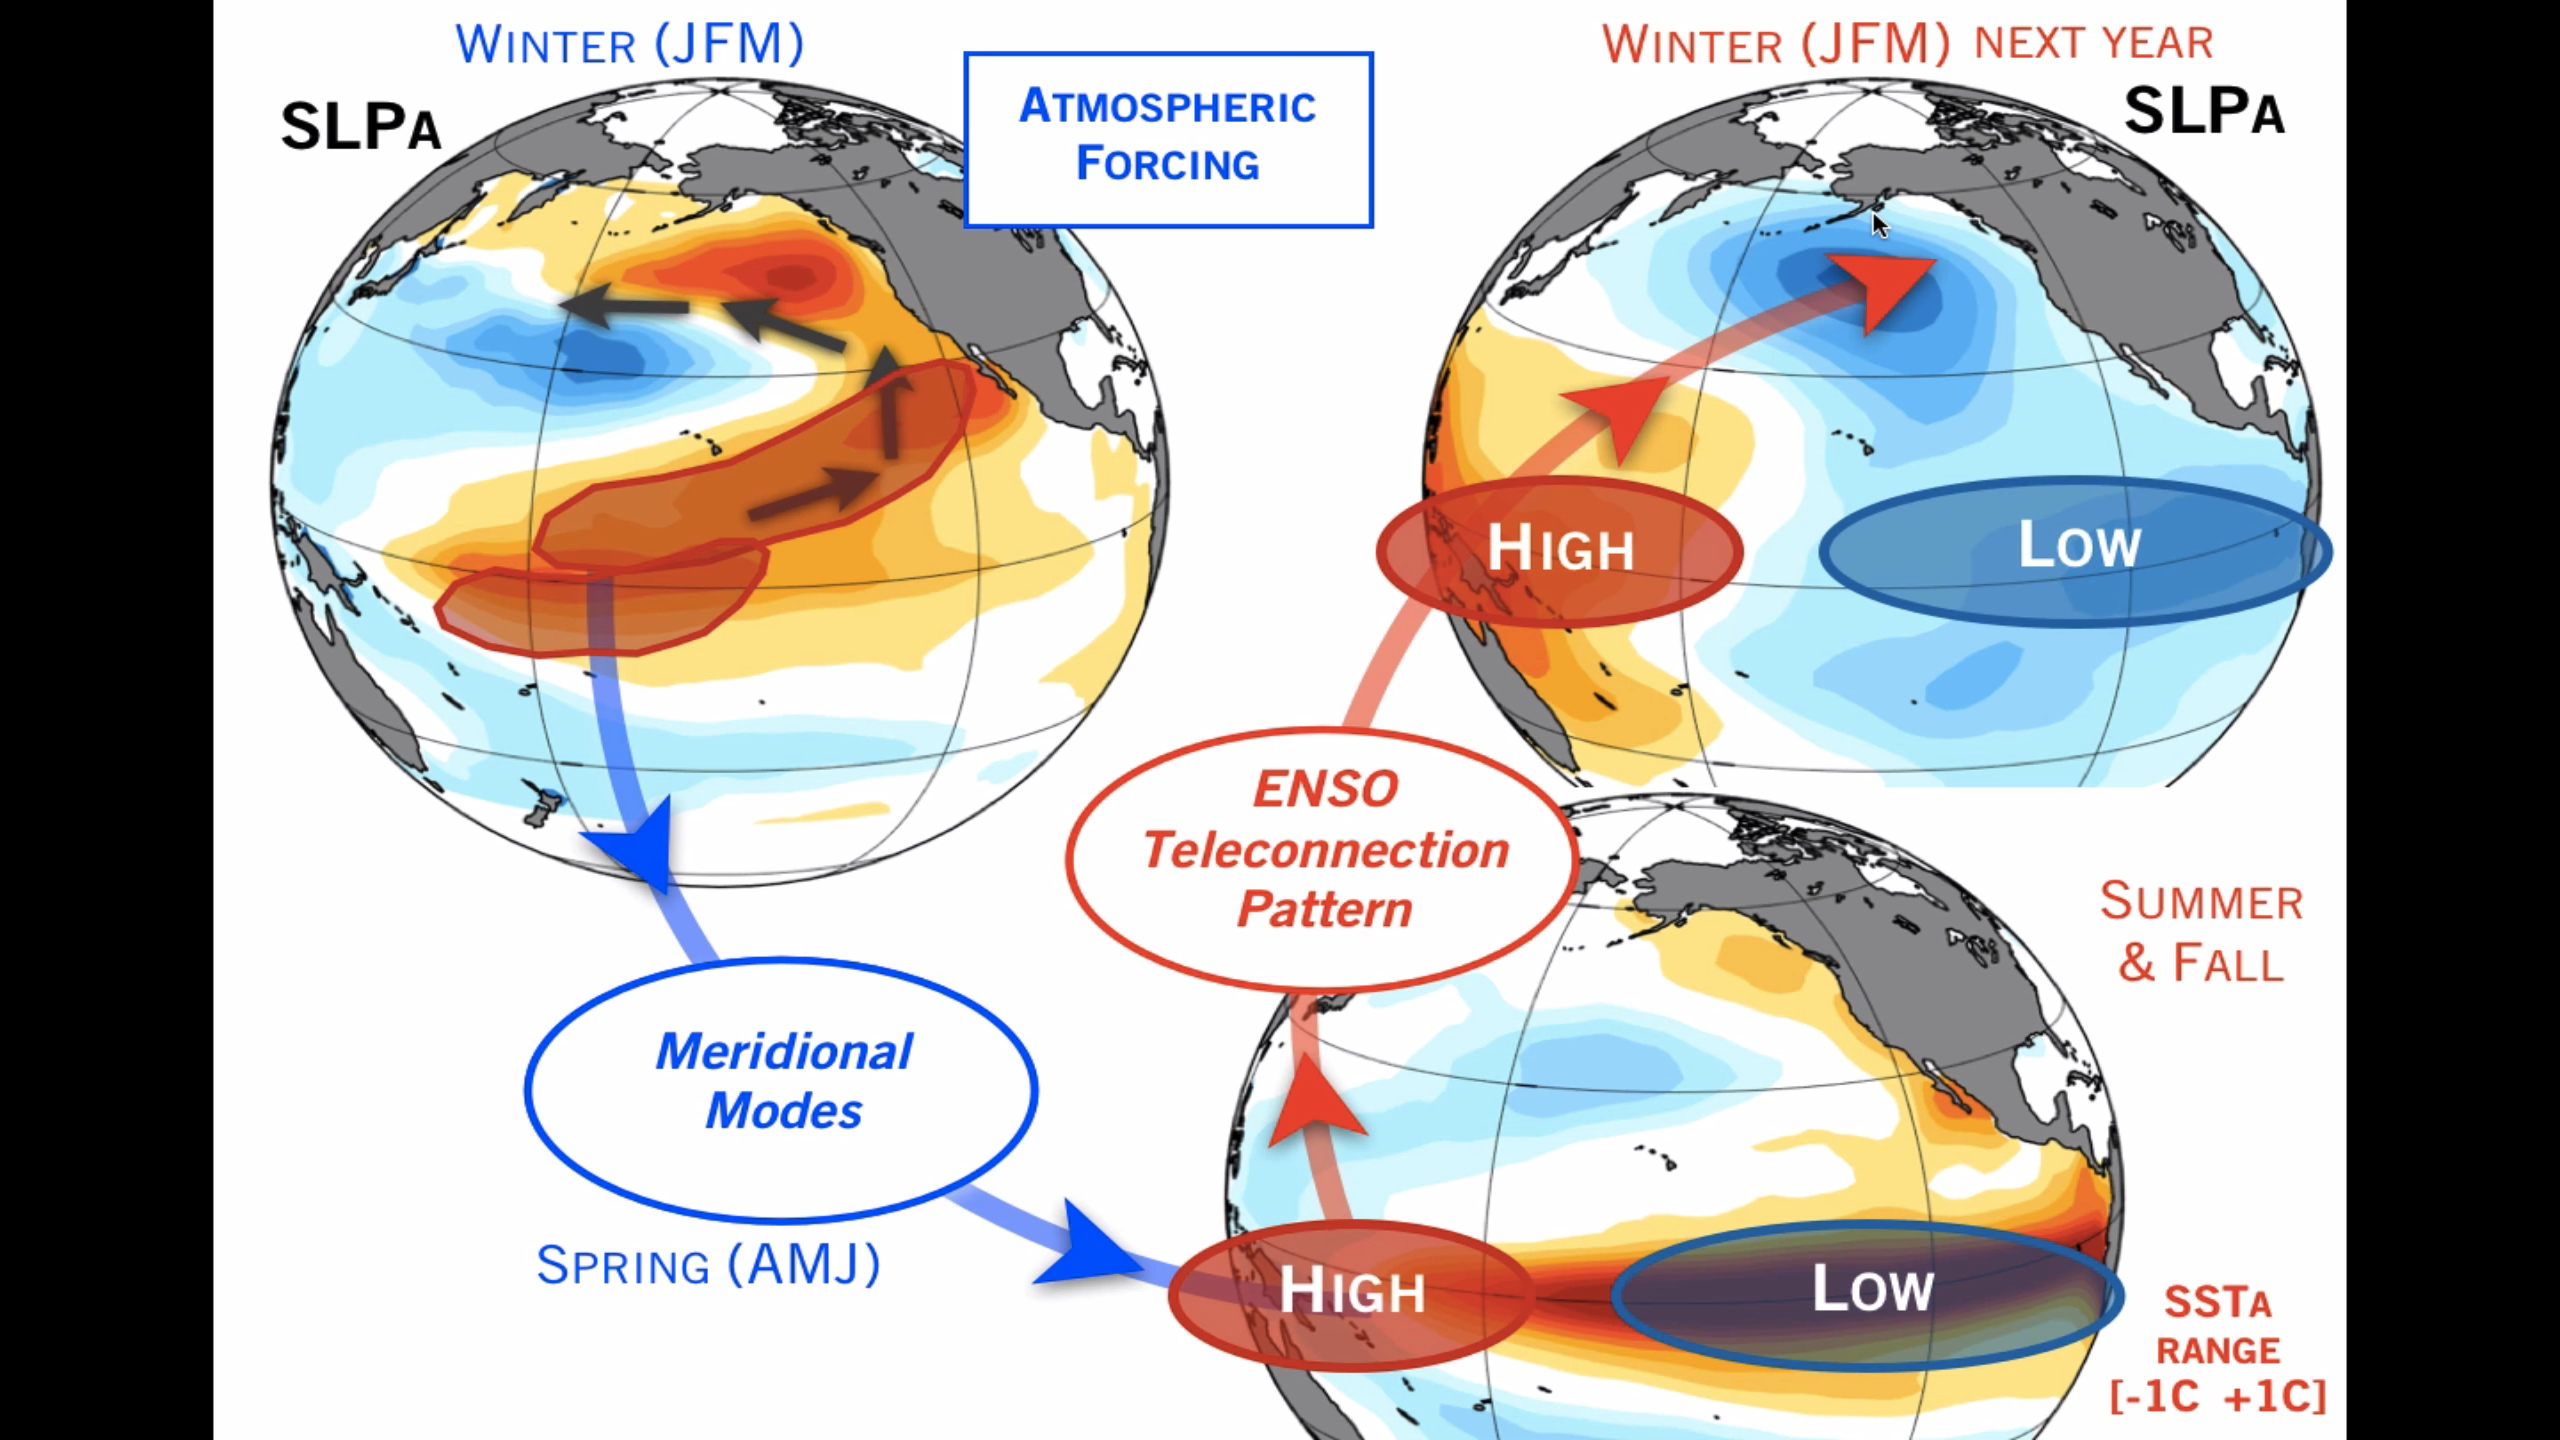 WINTER (JFM)
SLPA
ATMOSPHERIC
FORCING
WINTER (JFM) NEXT YEAR
SLPA
HIGH
LOW
ENSO
Teleconnection
Pattern
SUMMER
& FALL
Meridional
Modes
SPRING (AMJ)
HIGH
LOW
SSTA
RANGE
[-1C +1C]